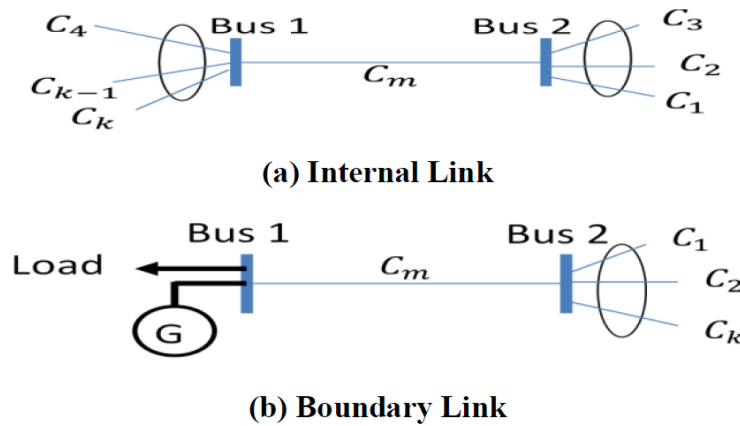 C₄ Bus 1 Bus 2 C₃
Cₖ₋₁ Cₘ C₂
Cₖ C₁
(a) Internal Link
Bus 1 Bus 2 C₁
Load Cₘ C₂
G Cₖ
(b) Boundary Link